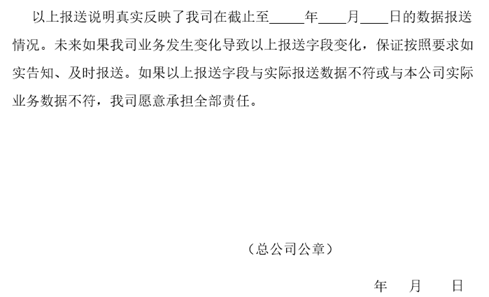 以上报送说明真实反映了我司在截止至_____年____月____日的数据报送
情况。未来如果我司业务发生变化导致以上报送字段变化，保证按照要求如
实告知、及时报送。如果以上报送字段与实际报送数据不符或与本公司实际
业务数据不符，我司愿意承担全部责任。
（总公司公章）
年 月 日